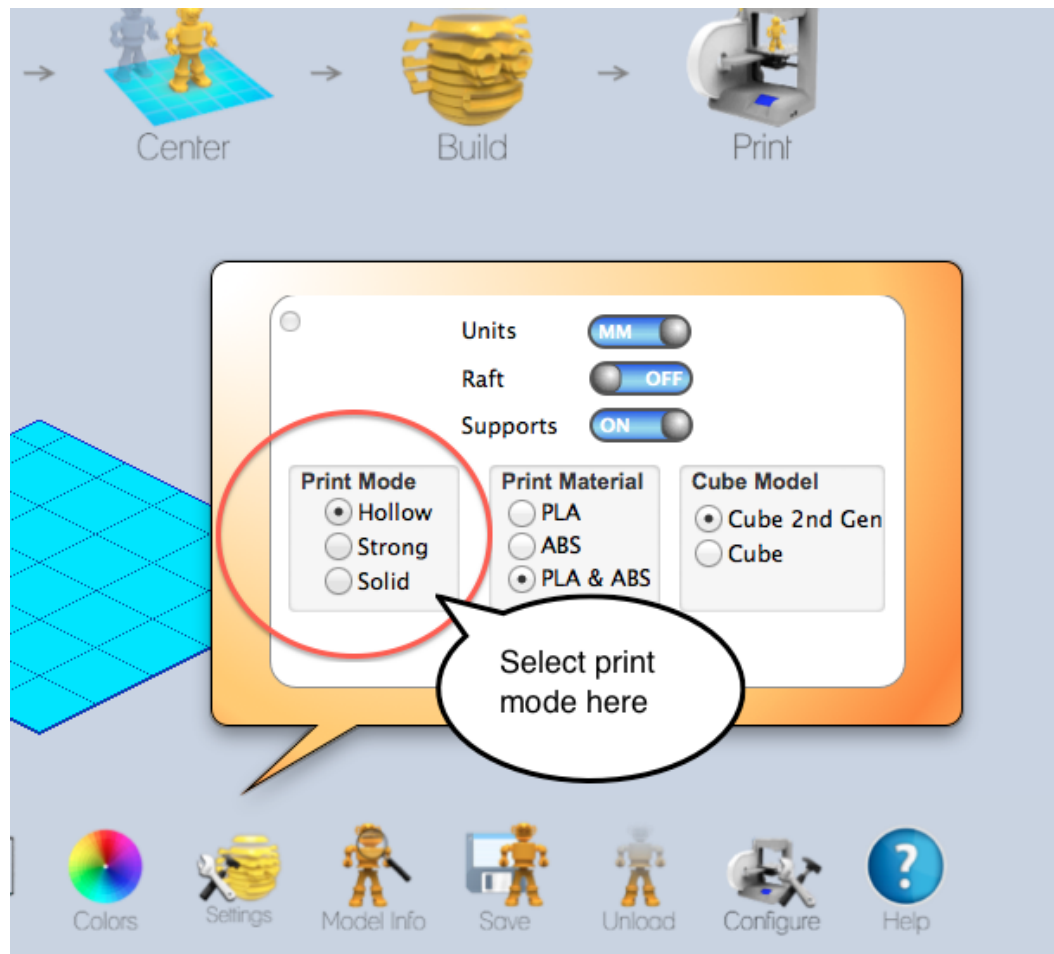 Center
Build
Print
Units
MM
Raft
OFF
Supports
ON
Print Mode
Hollow
Strong
Solid
Print Material
PLA
ABS
PLA & ABS
Cube Model
Cube 2nd Gen
Cube
Select print
mode here
Colors
Settings
Model Info
Save
Unload
Configure
?
Help